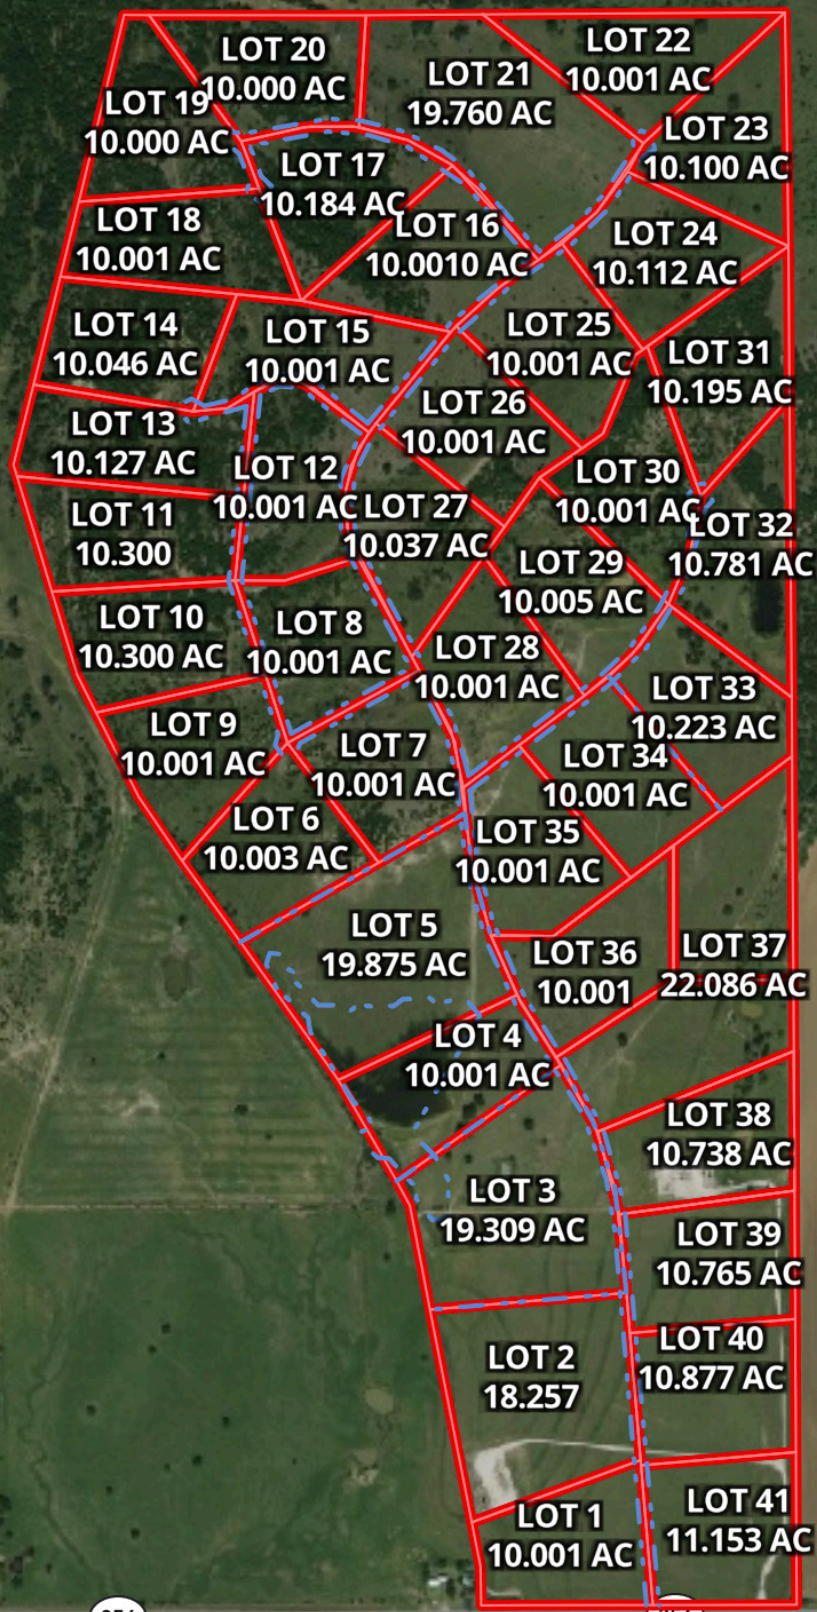 LOT 20
10.000 AC
LOT 22
10.001 AC
LOT 21
19.760 AC
LOT 19
10.000 AC
LOT 23
10.100 AC
LOT 17
10.184 AC
LOT 18
10.001 AC
LOT 16
10.0010 AC
LOT 24
10.112 AC
LOT 14
10.046 AC
LOT 15
10.001 AC
LOT 25
10.001 AC
LOT 31
10.195 AC
LOT 26
10.001 AC
LOT 13
10.127 AC
LOT 12
10.001 AC
LOT 30
10.001 AC
LOT 11
10.300
LOT 27
10.037 AC
LOT 32
10.781 AC
LOT 29
10.005 AC
LOT 10
10.300 AC
LOT 8
10.001 AC
LOT 28
10.001 AC
LOT 33
10.223 AC
LOT 9
10.001 AC
LOT 7
10.001 AC
LOT 34
10.001 AC
LOT 6
10.003 AC
LOT 35
10.001 AC
LOT 5
19.875 AC
LOT 36
10.001
LOT 37
22.086 AC
LOT 4
10.001 AC
LOT 38
10.738 AC
LOT 3
19.309 AC
LOT 39
10.765 AC
LOT 40
10.877 AC
LOT 2
18.257
LOT 41
11.153 AC
LOT 1
10.001 AC